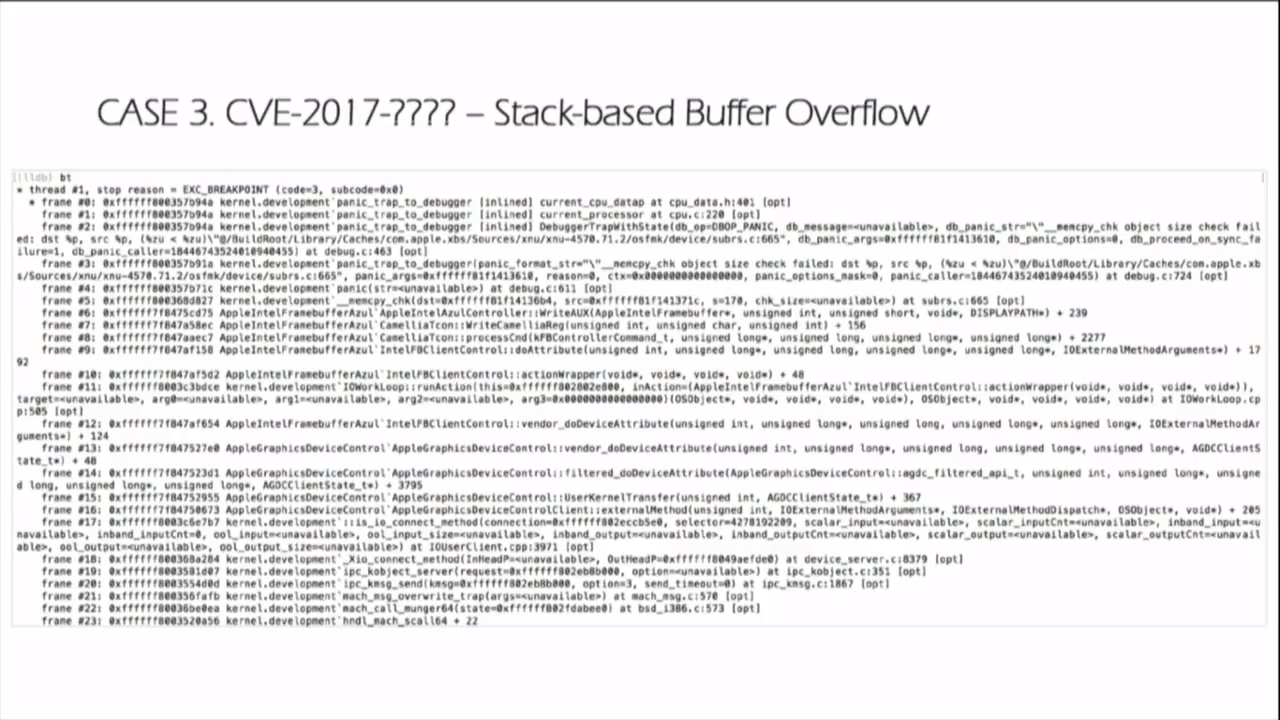 CASE 3. CVE-2017-???? – Stack-based Buffer Overflow
(lldb) bt
* thread #1, stop reason = EXC_BREAKPOINT (code=3, subcode=0x0)
* frame #0: 0xffffff800357b94a kernel.development`panic_trap_to_debugger [inlined] current_cpu_datap at cpu_data.h:401 [opt]
frame #1: 0xffffff800357b94a kernel.development`panic_trap_to_debugger [inlined] current_processor at cpu.c:220 [opt]
frame #2: 0xffffff800357b94a kernel.development`panic_trap_to_debugger [inlined] DebuggerTrapWithState(db_op=DBOP_PANIC, db_message=<unavailable>, db_panic_str="\"__memcpy_chk object size check fail
ed: dst %p, src %p, (%zu < %zu)\"@/BuildRoot/Library/Caches/com.apple.xbs/Sources/xnu/xnu-4570.71.2/osfmk/device/subrs.c:665", db_panic_args=0xffffff81f1413610, db_panic_options=0, db_proceed_on_sync_fa
ilure=1, db_panic_caller=18446743524010940455) at debug.c:463 [opt]
frame #3: 0xffffff800357b91a kernel.development`panic_trap_to_debugger(panic_format_str="\"__memcpy_chk object size check failed: dst %p, src %p, (%zu < %zu)\"@/BuildRoot/Library/Caches/com.apple.xb
s/Sources/xnu/xnu-4570.71.2/osfmk/device/subrs.c:665", panic_args=0xffffff81f1413610, reason=0, ctx=0x0000000000000000, panic_options_mask=0, panic_caller=18446743524010940455) at debug.c:724 [opt]
frame #4: 0xffffff800357b71c kernel.development`panic(str=<unavailable>) at debug.c:611 [opt]
frame #5: 0xffffff800368d827 kernel.development`__memcpy_chk(dst=0xffffff81f14136b4, src=0xffffff81f141371c, s=170, chk_size=<unavailable>) at subrs.c:665 [opt]
frame #6: 0xffffff7f8475cd75 AppleIntelFramebufferAzul`AppleIntelAzulController::WriteAUX(AppleIntelFramebuffer*, unsigned int, unsigned short, void*, DISPLAYPATH*) + 239
frame #7: 0xffffff7f847a58ec AppleIntelFramebufferAzul`CamelliaTcon::WriteCamelliaReg(unsigned int, unsigned char, unsigned int) + 156
frame #8: 0xffffff7f847aaec7 AppleIntelFramebufferAzul`CamelliaTcon::processCmd(kFBControllerCommand_t, unsigned long*, unsigned long, unsigned long*, unsigned long*) + 2277
frame #9: 0xffffff7f847af158 AppleIntelFramebufferAzul`IntelFBClientControl::doAttribute(unsigned int, unsigned long*, unsigned long, unsigned long*, unsigned long*, IOExternalMethodArguments*) + 17
92
frame #10: 0xffffff7f847af5d2 AppleIntelFramebufferAzul`IntelFBClientControl::actionWrapper(void*, void*, void*, void*) + 48
frame #11: 0xffffff8003c3bdce kernel.development`IOWorkLoop::runAction(this=0xffffff802802e800, inAction=(AppleIntelFramebufferAzul`IntelFBClientControl::actionWrapper(void*, void*, void*, void*)),
target=<unavailable>, arg0=<unavailable>, arg1=<unavailable>, arg2=<unavailable>, arg3=0x0000000000000000)(OSObject*, void*, void*, void*, void*), OSObject*, void*, void*, void*, void*) at IOWorkLoop.cp
p:505 [opt]
frame #12: 0xffffff7f847af654 AppleIntelFramebufferAzul`IntelFBClientControl::vendor_doAttribute(unsigned int, unsigned long*, unsigned long, unsigned long*, unsigned long*, IOExternalMethodAr
guments*) + 124
frame #13: 0xffffff7f847527e0 AppleGraphicsDeviceControl`AppleGraphicsDeviceControl::vendor_doDeviceAttribute(unsigned int, unsigned long*, unsigned long, unsigned long*, unsigned long*, AGDCClientS
tate_t*) + 48
frame #14: 0xffffff7f847523d1 AppleGraphicsDeviceControl`AppleGraphicsDeviceControl::filtered_doDeviceAttribute(AppleGraphicsDeviceControl::agdc_filtered_api_t, unsigned int, unsigned long*, unsigne
d long, unsigned long*, unsigned long*, AGDCClientState_t*) + 3795
frame #15: 0xffffff7f84752955 AppleGraphicsDeviceControl`AppleGraphicsDeviceControl::UserKernelTransfer(unsigned int, AGDCClientState_t*) + 367
frame #16: 0xffffff7f84750673 AppleGraphicsDeviceControl`AppleGraphicsDeviceControlClient::externalMethod(unsigned int, IOExternalMethodArguments*, IOExternalMethodDispatch*, OSObject*, void*) + 205
frame #17: 0xffffff8003c6e7b7 kernel.development`::is_io_connect_method(connection=0xffffff802eccb5e0, selector=4278192209, scalar_input=<unavailable>, scalar_inputCnt=<unavailable>, inband_input=<u
navailable>, inband_inputCnt=0, ool_input=<unavailable>, ool_input_size=<unavailable>, inband_output=<unavailable>, inband_outputCnt=<unavailable>, scalar_output=<unavailable>, scalar_outputCnt=<unavail
able>, ool_output=<unavailable>, ool_output_size=<unavailable>) at IOUserClient.cpp:3971 [opt]
frame #18: 0xffffff800368a284 kernel.development`_Xio_connect_method(InHeadP=<unavailable>, OutHeadP=0xffffff8049aefde0) at device_server.c:8379 [opt]
frame #19: 0xffffff8003581d07 kernel.development`ipc_kobject_server(request=0xffffff802eb8b000, option=<unavailable>) at ipc_kobject.c:351 [opt]
frame #20: 0xffffff8003554d0d kernel.development`ipc_kmsg_send(kmsg=0xffffff802eb8b000, option=3, send_timeout=0) at ipc_kmsg.c:1867 [opt]
frame #21: 0xffffff800356fafb kernel.development`mach_msg_overwrite_trap(args=<unavailable>) at mach_msg.c:570 [opt]
frame #22: 0xffffff80036be0ea kernel.development`mach_call_munger64(state=0xffffff802fdabee0) at bsd_i386.c:573 [opt]
frame #23: 0xffffff8003520a56 kernel.development`hndl_mach_scall64 + 22